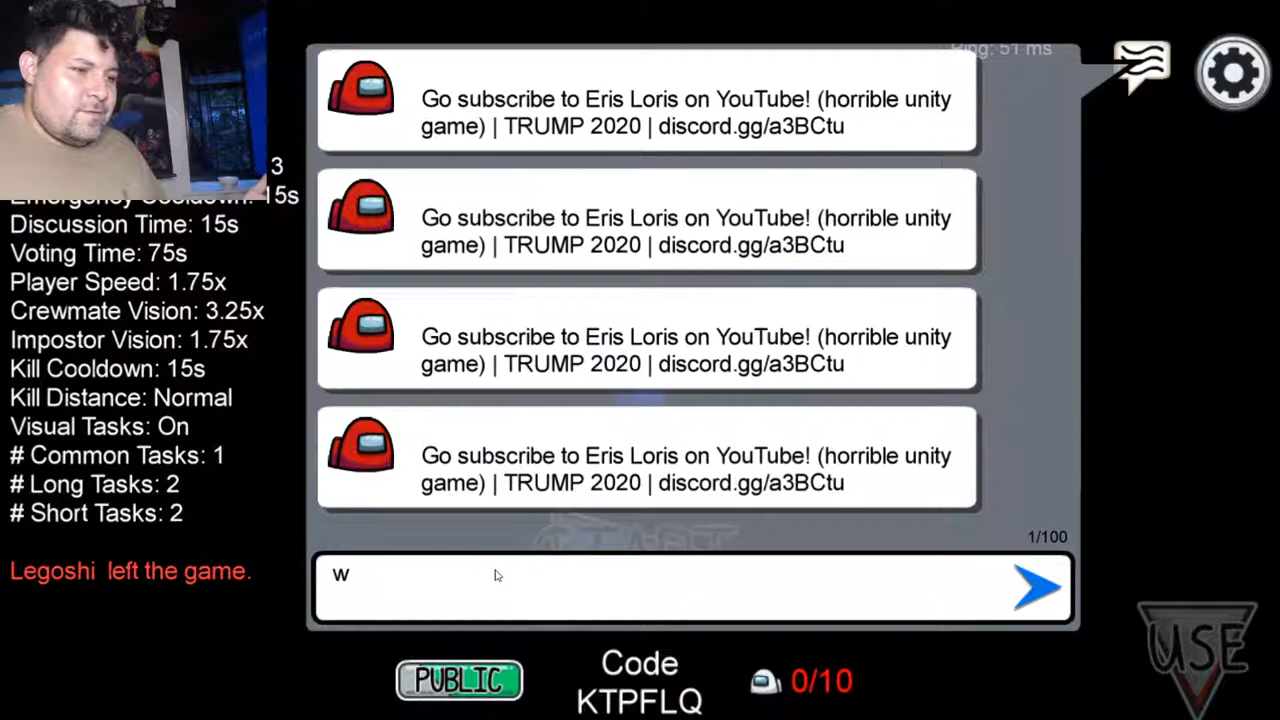 Ping: 51 ms
Go subscribe to Eris Loris on YouTube! (horrible unity
game) | TRUMP 2020 | discord.gg/a3BCtu
Go subscribe to Eris Loris on YouTube! (horrible unity
game) | TRUMP 2020 | discord.gg/a3BCtu
Go subscribe to Eris Loris on YouTube! (horrible unity
game) | TRUMP 2020 | discord.gg/a3BCtu
Go subscribe to Eris Loris on YouTube! (horrible unity
game) | TRUMP 2020 | discord.gg/a3BCtu
3
Emergency Cooldown: 15s
Discussion Time: 15s
Voting Time: 75s
Player Speed: 1.75x
Crewmate Vision: 3.25x
Impostor Vision: 1.75x
Kill Cooldown: 15s
Kill Distance: Normal
Visual Tasks: On
# Common Tasks: 1
# Long Tasks: 2
# Short Tasks: 2
Legoshi left the game.
1/100
w
PUBLIC
Code
KTPFLQ
0/10
USE